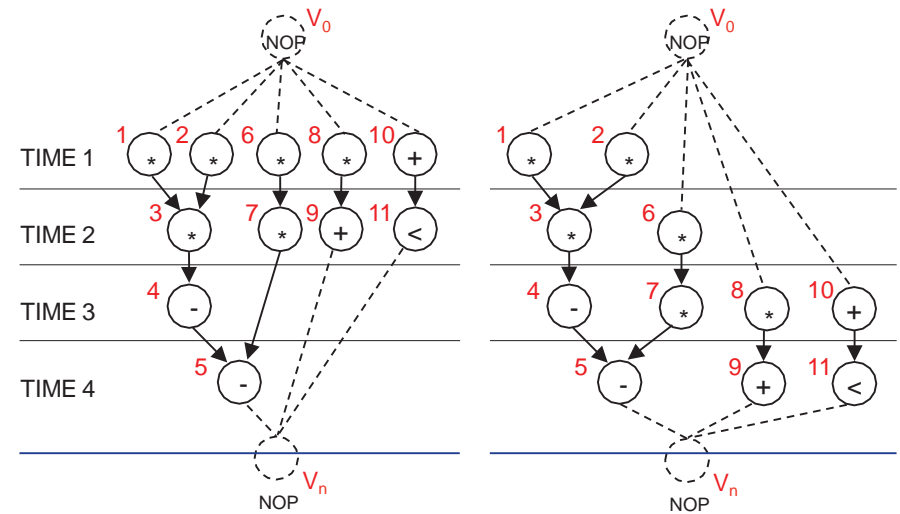 V0 V0
NOP NOP
1 2 6 8 10 1 2
TIME 1 * * * * + * *
3 7 9 11 3 6
TIME 2 * * + < * *
4 4 7 8 10
TIME 3 - - * * +
5 5 9 11
TIME 4 - - + <
Vn Vn
NOP NOP